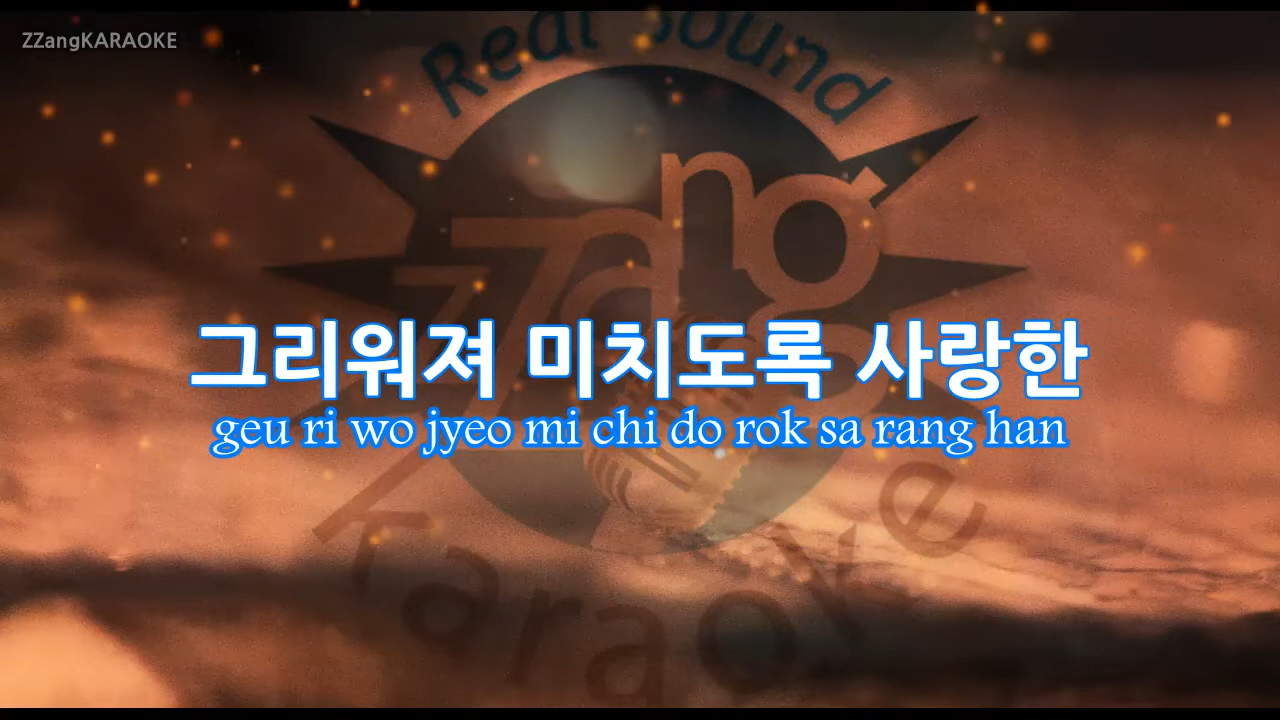 ZZangKARAOKE
Real Sound
ZZang
그리워져 미치도록 사랑한
geu ri wo jyeo mi chi do rok sa rang han
Karaoke